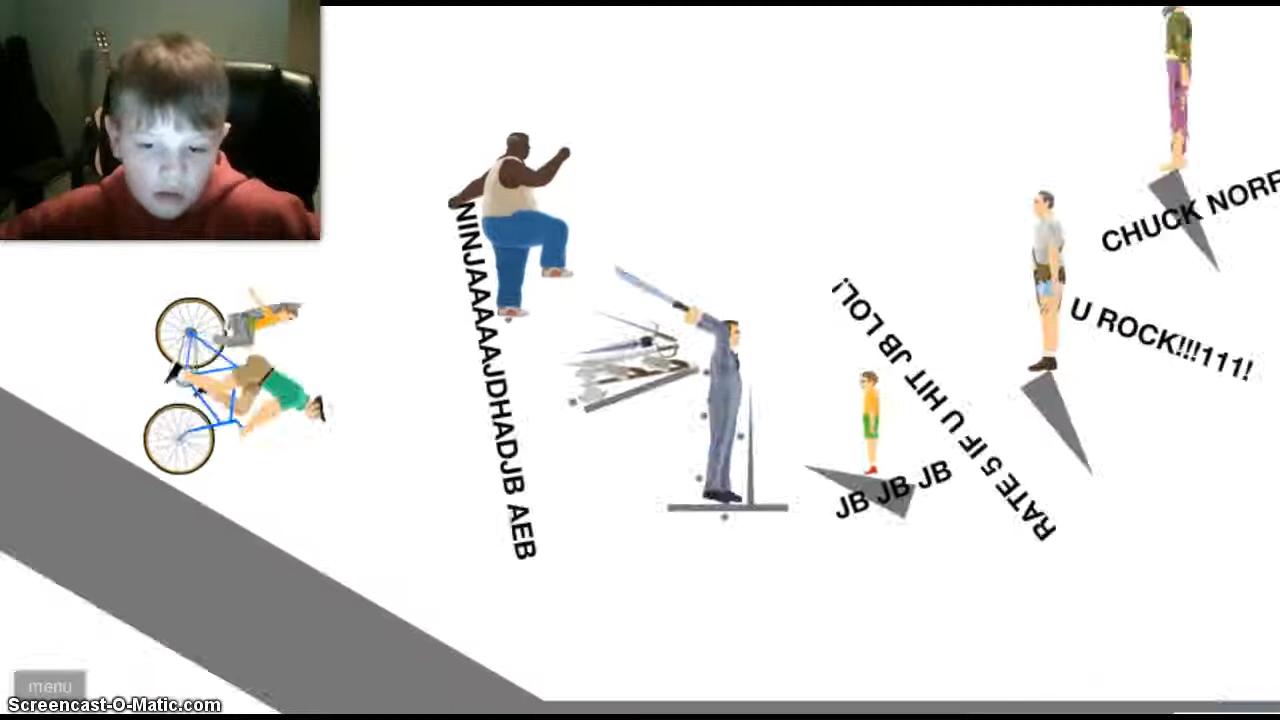 CHUCK NORR
NINJAAAAAJDHADJB AEB
U ROCK!!!111!
RATE 5 IF U HIT JB LOL!
JB JB JB
menu
Screencast-O-Matic.com